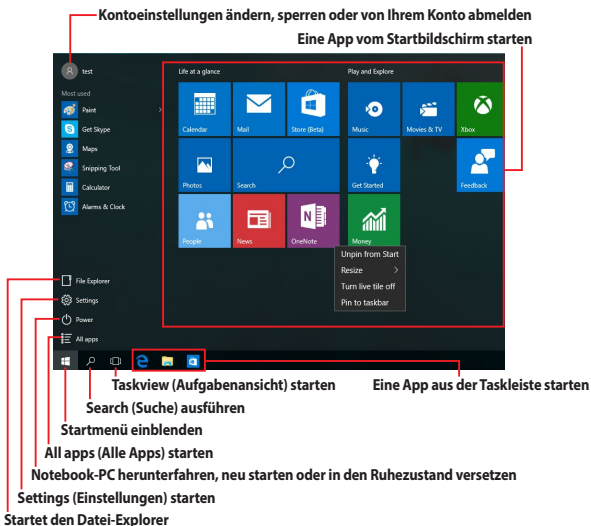 Kontoeinstellungen ändern, sperren oder von Ihrem Konto abmelden
Eine App vom Startbildschirm starten
test
Life at a glance
Play and Explore
Most used
Paint
Get Skype
Maps
Snipping Tool
Calculator
Alarms & Clock
Calendar
Mail
Store (Beta)
Music
Movies & TV
Xbox
Photos
Search
Get Started
Feedback
People
News
OneNote
Money
Unpin from Start
Resize
Turn live tile off
Pin to taskbar
File Explorer
Settings
Power
All apps
Taskview (Aufgabenansicht) starten
Eine App aus der Taskleiste starten
Search (Suche) ausführen
Startmenü einblenden
All apps (Alle Apps) starten
Notebook-PC herunterfahren, neu starten oder in den Ruhezustand versetzen
Settings (Einstellungen) starten
Startet den Datei-Explorer